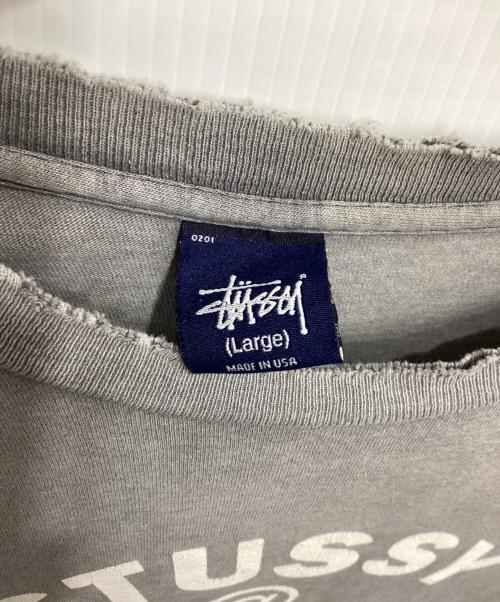 0201
Stüssy
(Large)
MADE IN USA
STUSSY
@